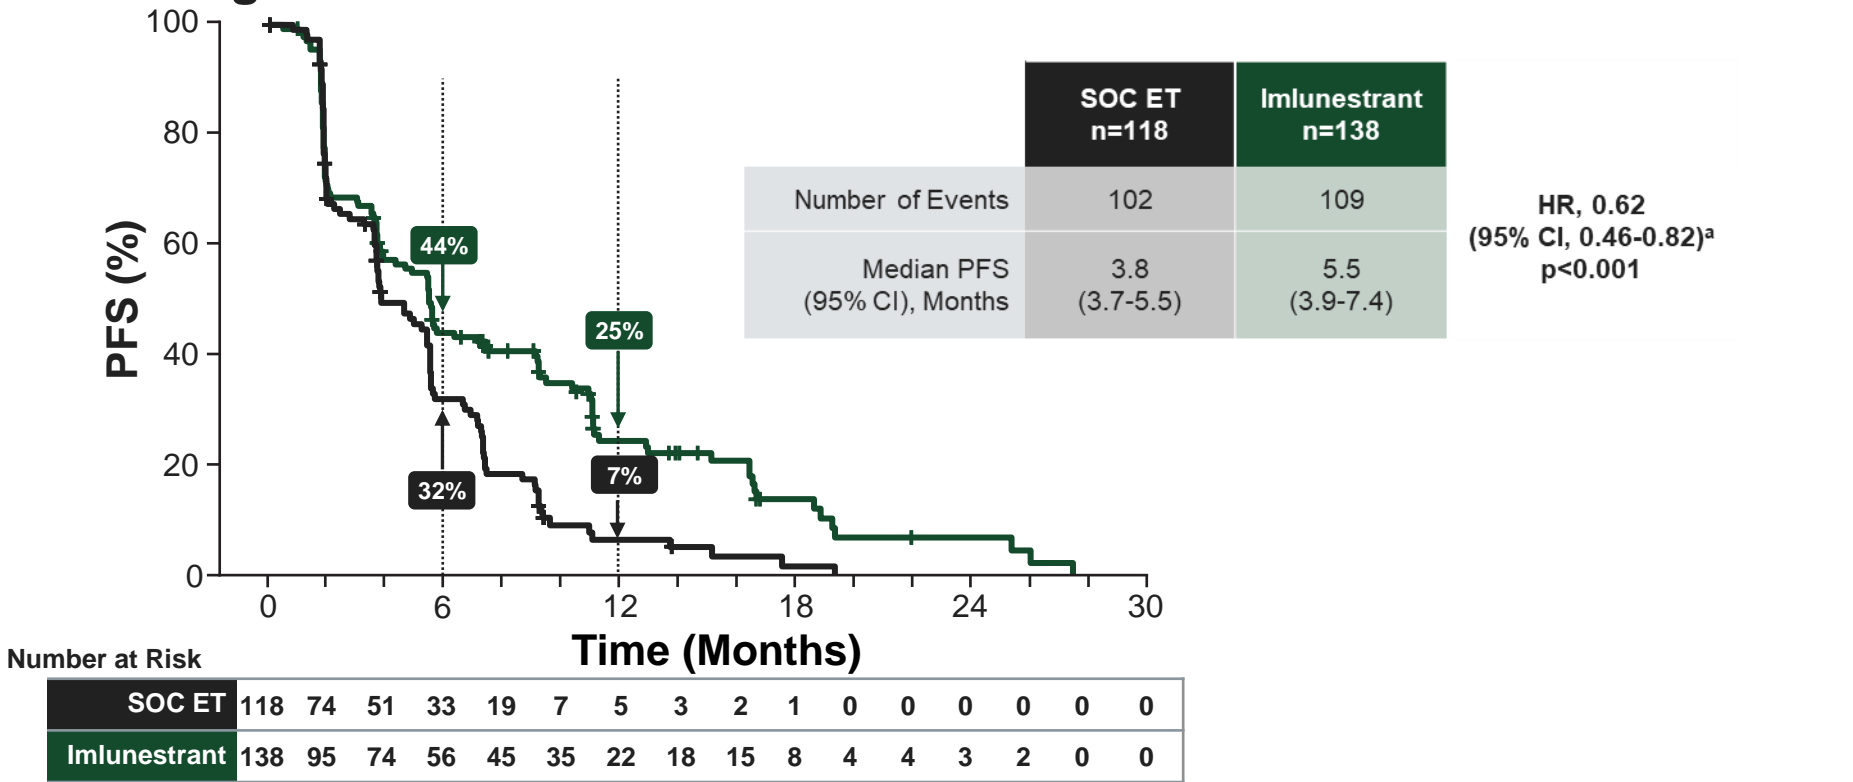 100
80
60
40
20
0
PFS (%)
44%
25%
32%
7%
SOC ET
n=118
Imlunestrant
n=138
Number of Events
102
109
Median PFS
(95% CI), Months
3.8
(3.7-5.5)
5.5
(3.9-7.4)
HR, 0.62
(95% CI, 0.46-0.82)ᵃ
p<0.001
0 6 12 18 24 30
Time (Months)
Number at Risk
SOC ET 118 74 51 33 19 7 5 3 2 1 0 0 0 0 0 0
Imlunestrant 138 95 74 56 45 35 22 18 15 8 4 4 3 2 0 0